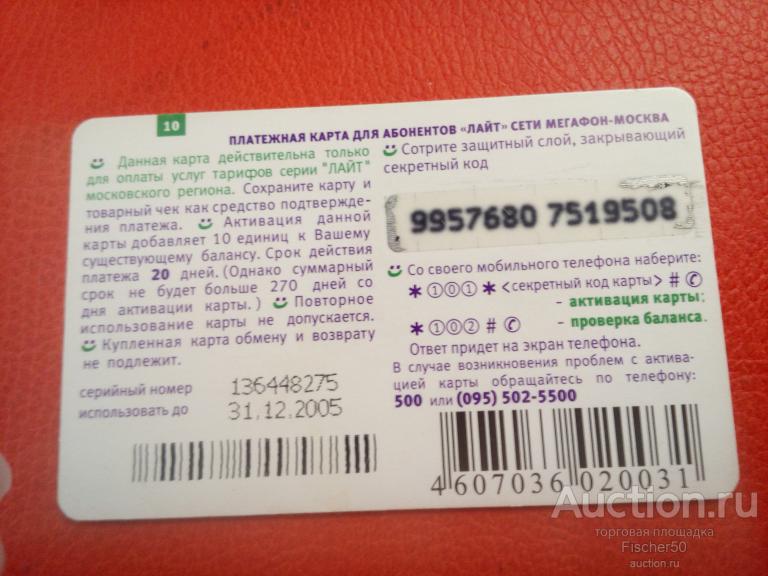 10
ПЛАТЕЖНАЯ КАРТА ДЛЯ АБОНЕНТОВ «ЛАЙТ» СЕТИ МЕГАФОН-МОСКВА
Данная карта действительна только
для оплаты услуг тарифов серии "ЛАЙТ"
московского региона. Сохраните карту и
товарный чек как средство подтвержде-
ния платежа. Активация данной
карты добавляет 10 единиц к Вашему
существующему балансу. Срок действия
платежа 20 дней. (Однако суммарный
срок не будет больше 270 дней со
дня активации карты.) Повторное
использование карты не допускается.
Купленная карта обмену и возврату
не подлежит.
серийный номер 136448275
использовать до 31.12.2005
Сотрите защитный слой, закрывающий
секретный код
9957680 7519508
Со своего мобильного телефона наберите:
*101*<секретный код карты> # ✆
- активация карты;
*102# ✆ - проверка баланса.
Ответ придет на экран телефона.
В случае возникновения проблем с актива-
цией карты обращайтесь по телефону:
500 или (095) 502-5500
4607036020031
Auction.ru
торговая площадка
Fischer50
auction.ru